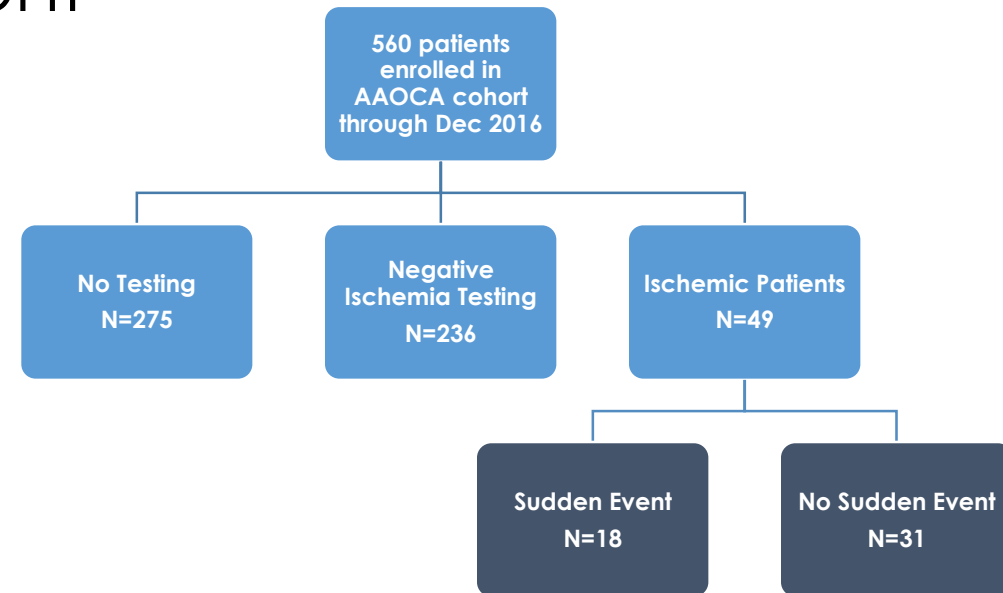 560 patients
enrolled in
AAOCA cohort
through Dec 2016
No Testing
N=275
Negative
Ischemia Testing
N=236
Ischemic Patients
N=49
Sudden Event
N=18
No Sudden Event
N=31